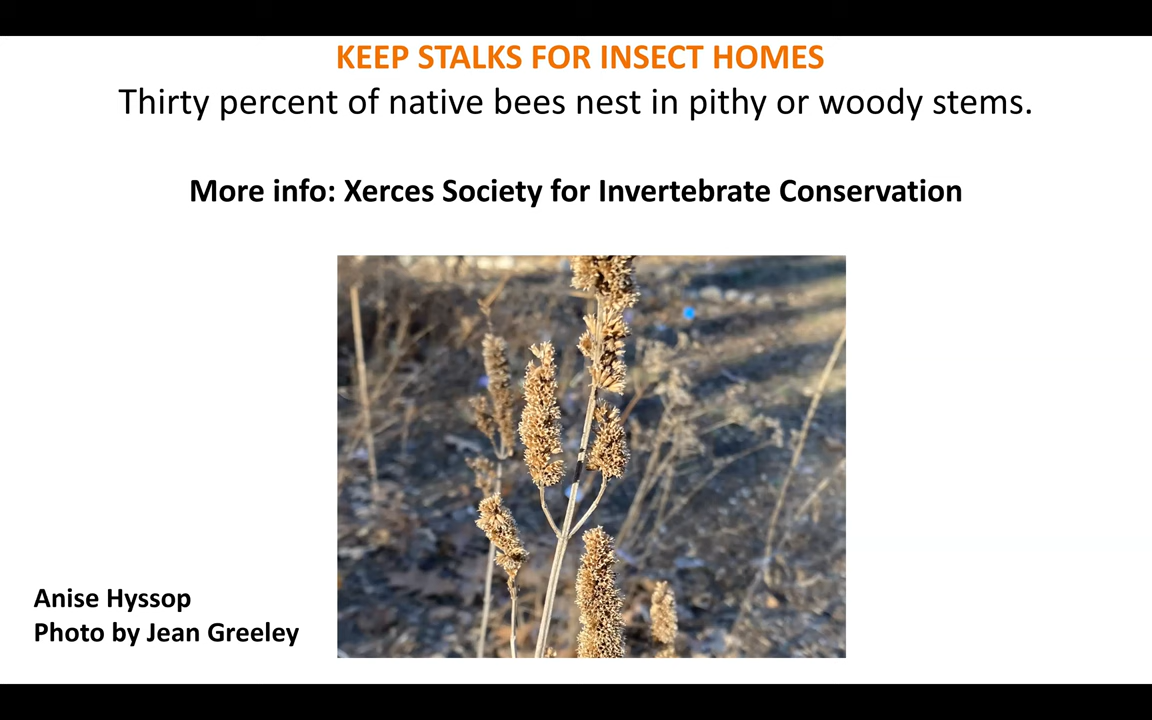 KEEP STALKS FOR INSECT HOMES
Thirty percent of native bees nest in pithy or woody stems.
More info: Xerces Society for Invertebrate Conservation
Anise Hyssop
Photo by Jean Greeley